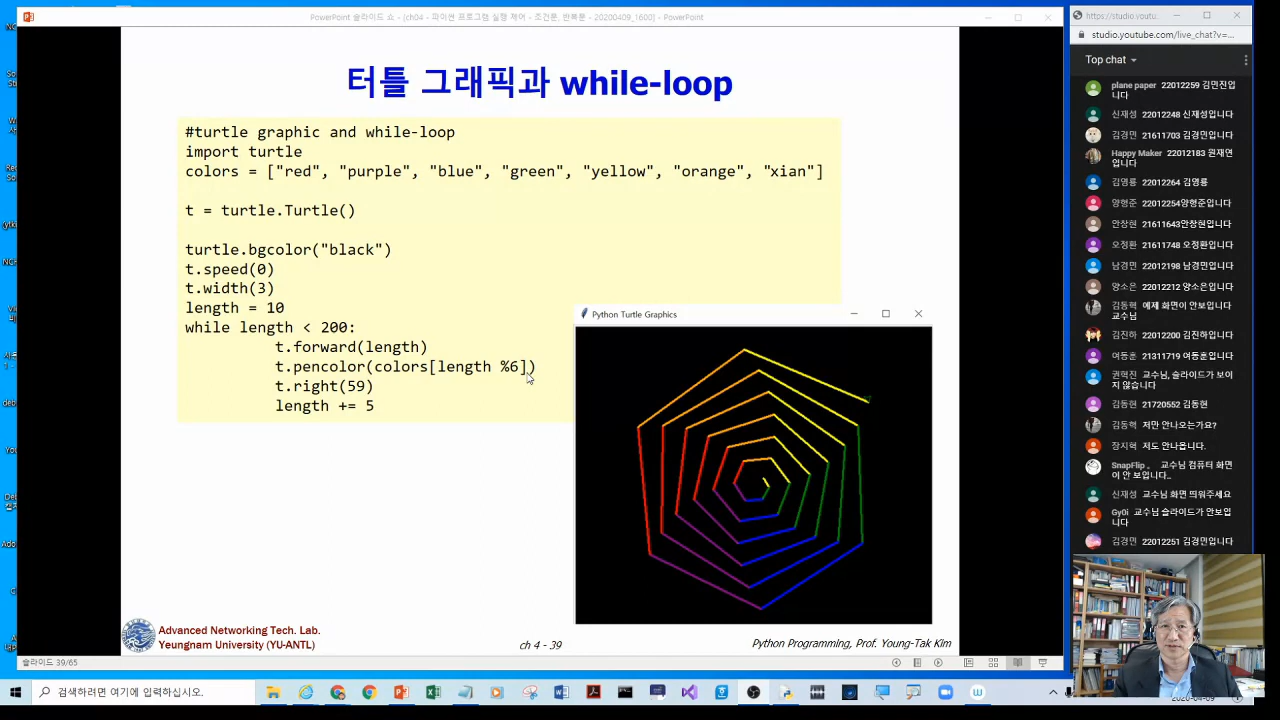 PowerPoint 슬라이드 쇼 - [ch04 - 파이썬 프로그램 실행 제어 - 조건문, 반복문 - 20200409_1600] - PowerPoint
터틀 그래픽과 while-loop
#turtle graphic and while-loop
import turtle
colors = ["red", "purple", "blue", "green", "yellow", "orange", "xian"]
t = turtle.Turtle()
turtle.bgcolor("black")
t.speed(0)
t.width(3)
length = 10
while length < 200:
t.forward(length)
t.pencolor(colors[length %6])
t.right(59)
length += 5
Python Turtle Graphics
Advanced Networking Tech. Lab.
Yeungnam University (YU-ANTL)
ch 4 - 39
Python Programming, Prof. Young-Tak Kim
슬라이드 39/65
검색하려면 여기에 입력하십시오.
2020-04-09
https://studio.youtu...
studio.youtube.com/live_chat?v=...
Top chat
plane paper 22012259 김민진입
니다
신재성 22012248 신재성입니다
김경민 21611703 김경민입니다
Happy Maker 22012183 원재연
입니다
김영룡 22012264 김영룡
양형준 22012254양형준입니다
안창현 21611643안창현입니다
오정환 21611748 오정환입니다
남경민 22012198 남경민입니다
양소은 22012212 양소은입니다
김동혁 예제 화면이 안보입니다
교수님
김진하 22012200 김진하입니다
여동훈 21311719 여동훈입니다
권혁진 교수님, 슬라이드가 보이
지 않습니다
김동현 21720552 김동현
김동혁 저만 안나오는가요?
장지혁 저도 안나옵니다.
SnapFlip 。 교수님 컴퓨터 화면
이 안 보입니다..
신재성 교수님 화면 띄워주세요
Gy0i 교수님 슬라이드가 안보입
니다
김경민 22012251 김경민입니다